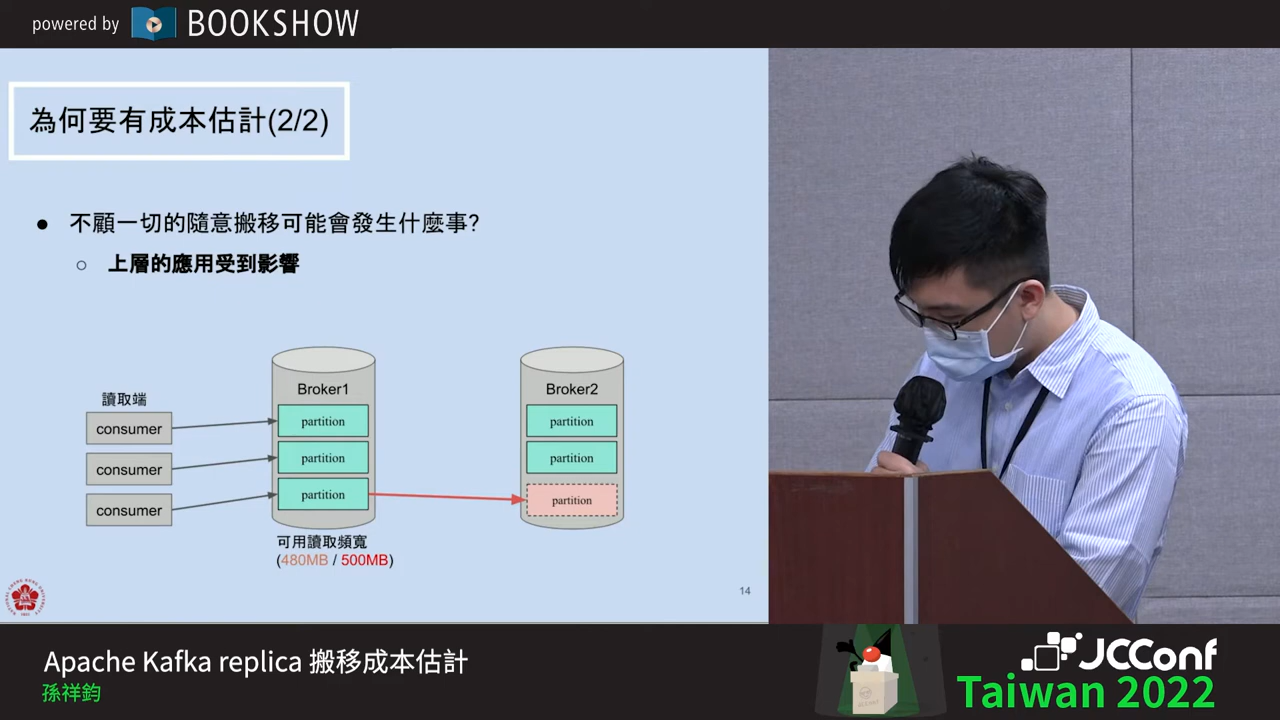 powered by BOOKSHOW
為何要有成本估計(2/2)
● 不顧一切的隨意搬移可能會發生什麼事?
○ 上層的應用受到影響
讀取端
consumer
consumer
consumer
Broker1
partition
partition
partition
可用讀取頻寬
(480MB / 500MB)
Broker2
partition
partition
partition
14
Apache Kafka replica 搬移成本估計
孫祥鈞
JCConf
Taiwan 2022